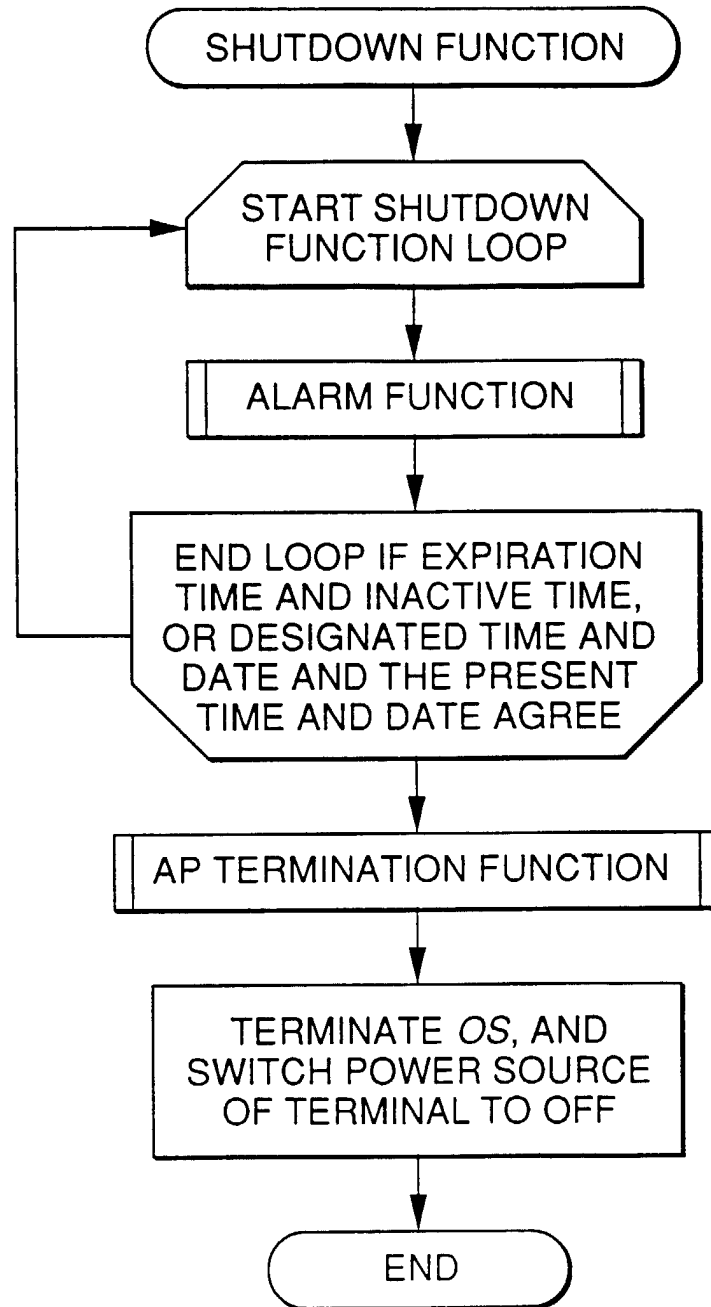 SHUTDOWN FUNCTION
START SHUTDOWN
FUNCTION LOOP
ALARM FUNCTION
END LOOP IF EXPIRATION
TIME AND INACTIVE TIME,
OR DESIGNATED TIME AND
DATE AND THE PRESENT
TIME AND DATE AGREE
AP TERMINATION FUNCTION
TERMINATE OS, AND
SWITCH POWER SOURCE
OF TERMINAL TO OFF
END